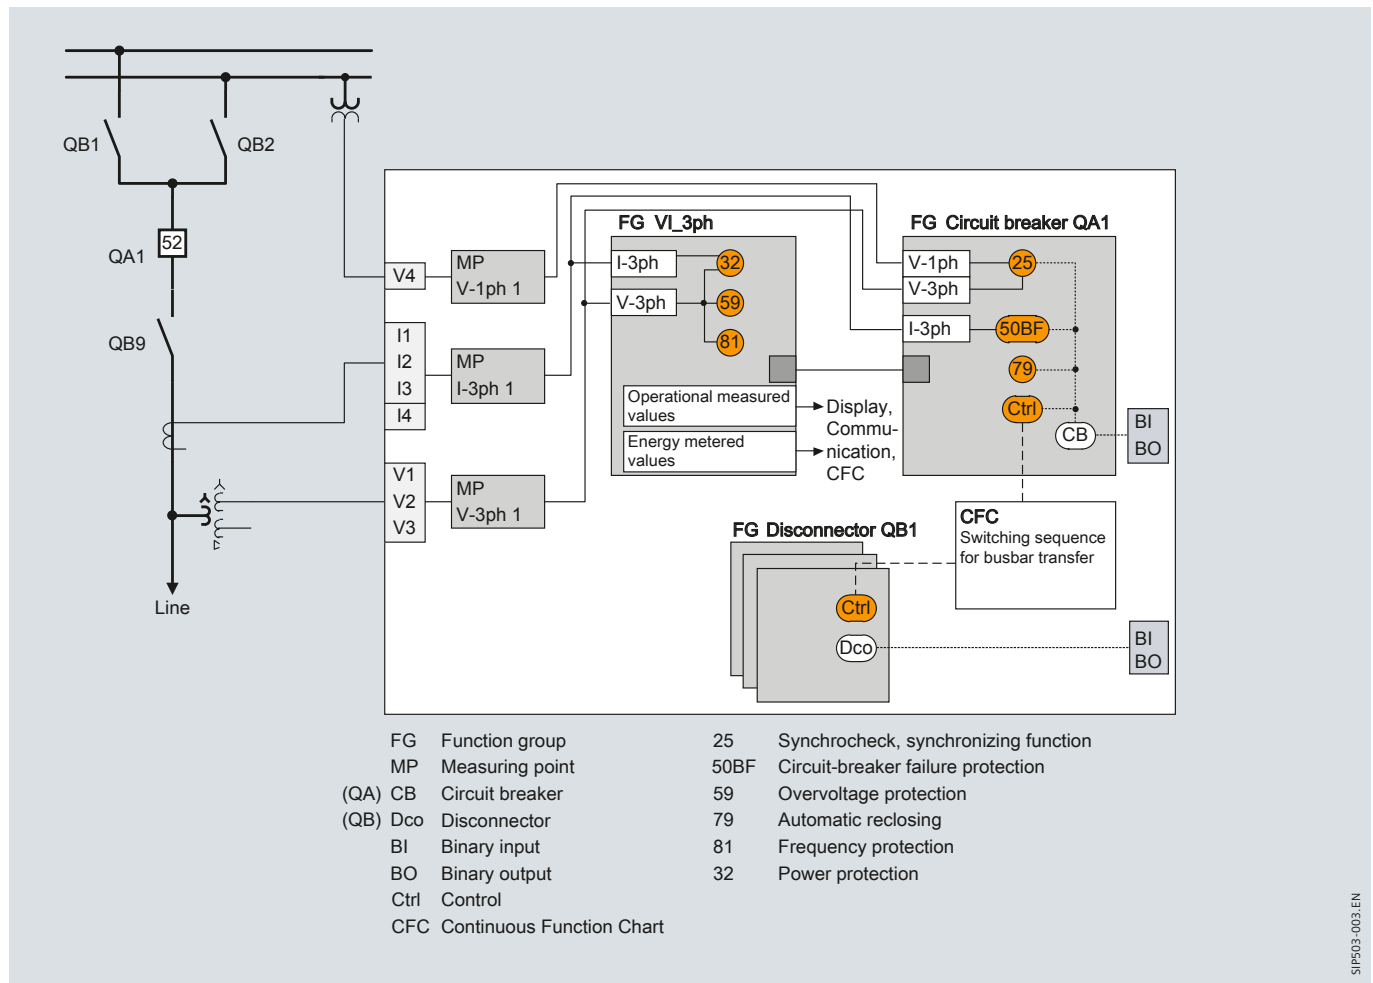 QB1
QB2
52
QA1
QB9
Line
V4
I1
I2
I3
I4
V1
V2
V3
MP
V-1ph 1
MP
I-3ph 1
MP
V-3ph 1
FG VI_3ph
I-3ph
V-3ph
32
59
81
Operational measured
values
Energy metered
values
Display,
Commu-
nication,
CFC
FG Circuit breaker QA1
V-1ph
V-3ph
I-3ph
25
50BF
79
Ctrl
CB
BI
BO
CFC
Switching sequence
for busbar transfer
FG Disconnector QB1
Ctrl
Dco
BI
BO
FG Function group
MP Measuring point
(QA) CB Circuit breaker
(QB) Dco Disconnector
BI Binary input
BO Binary output
Ctrl Control
CFC Continuous Function Chart
25 Synchrocheck, synchronizing function
50BF Circuit-breaker failure protection
59 Overvoltage protection
79 Automatic reclosing
81 Frequency protection
32 Power protection
SIP503-003.EN